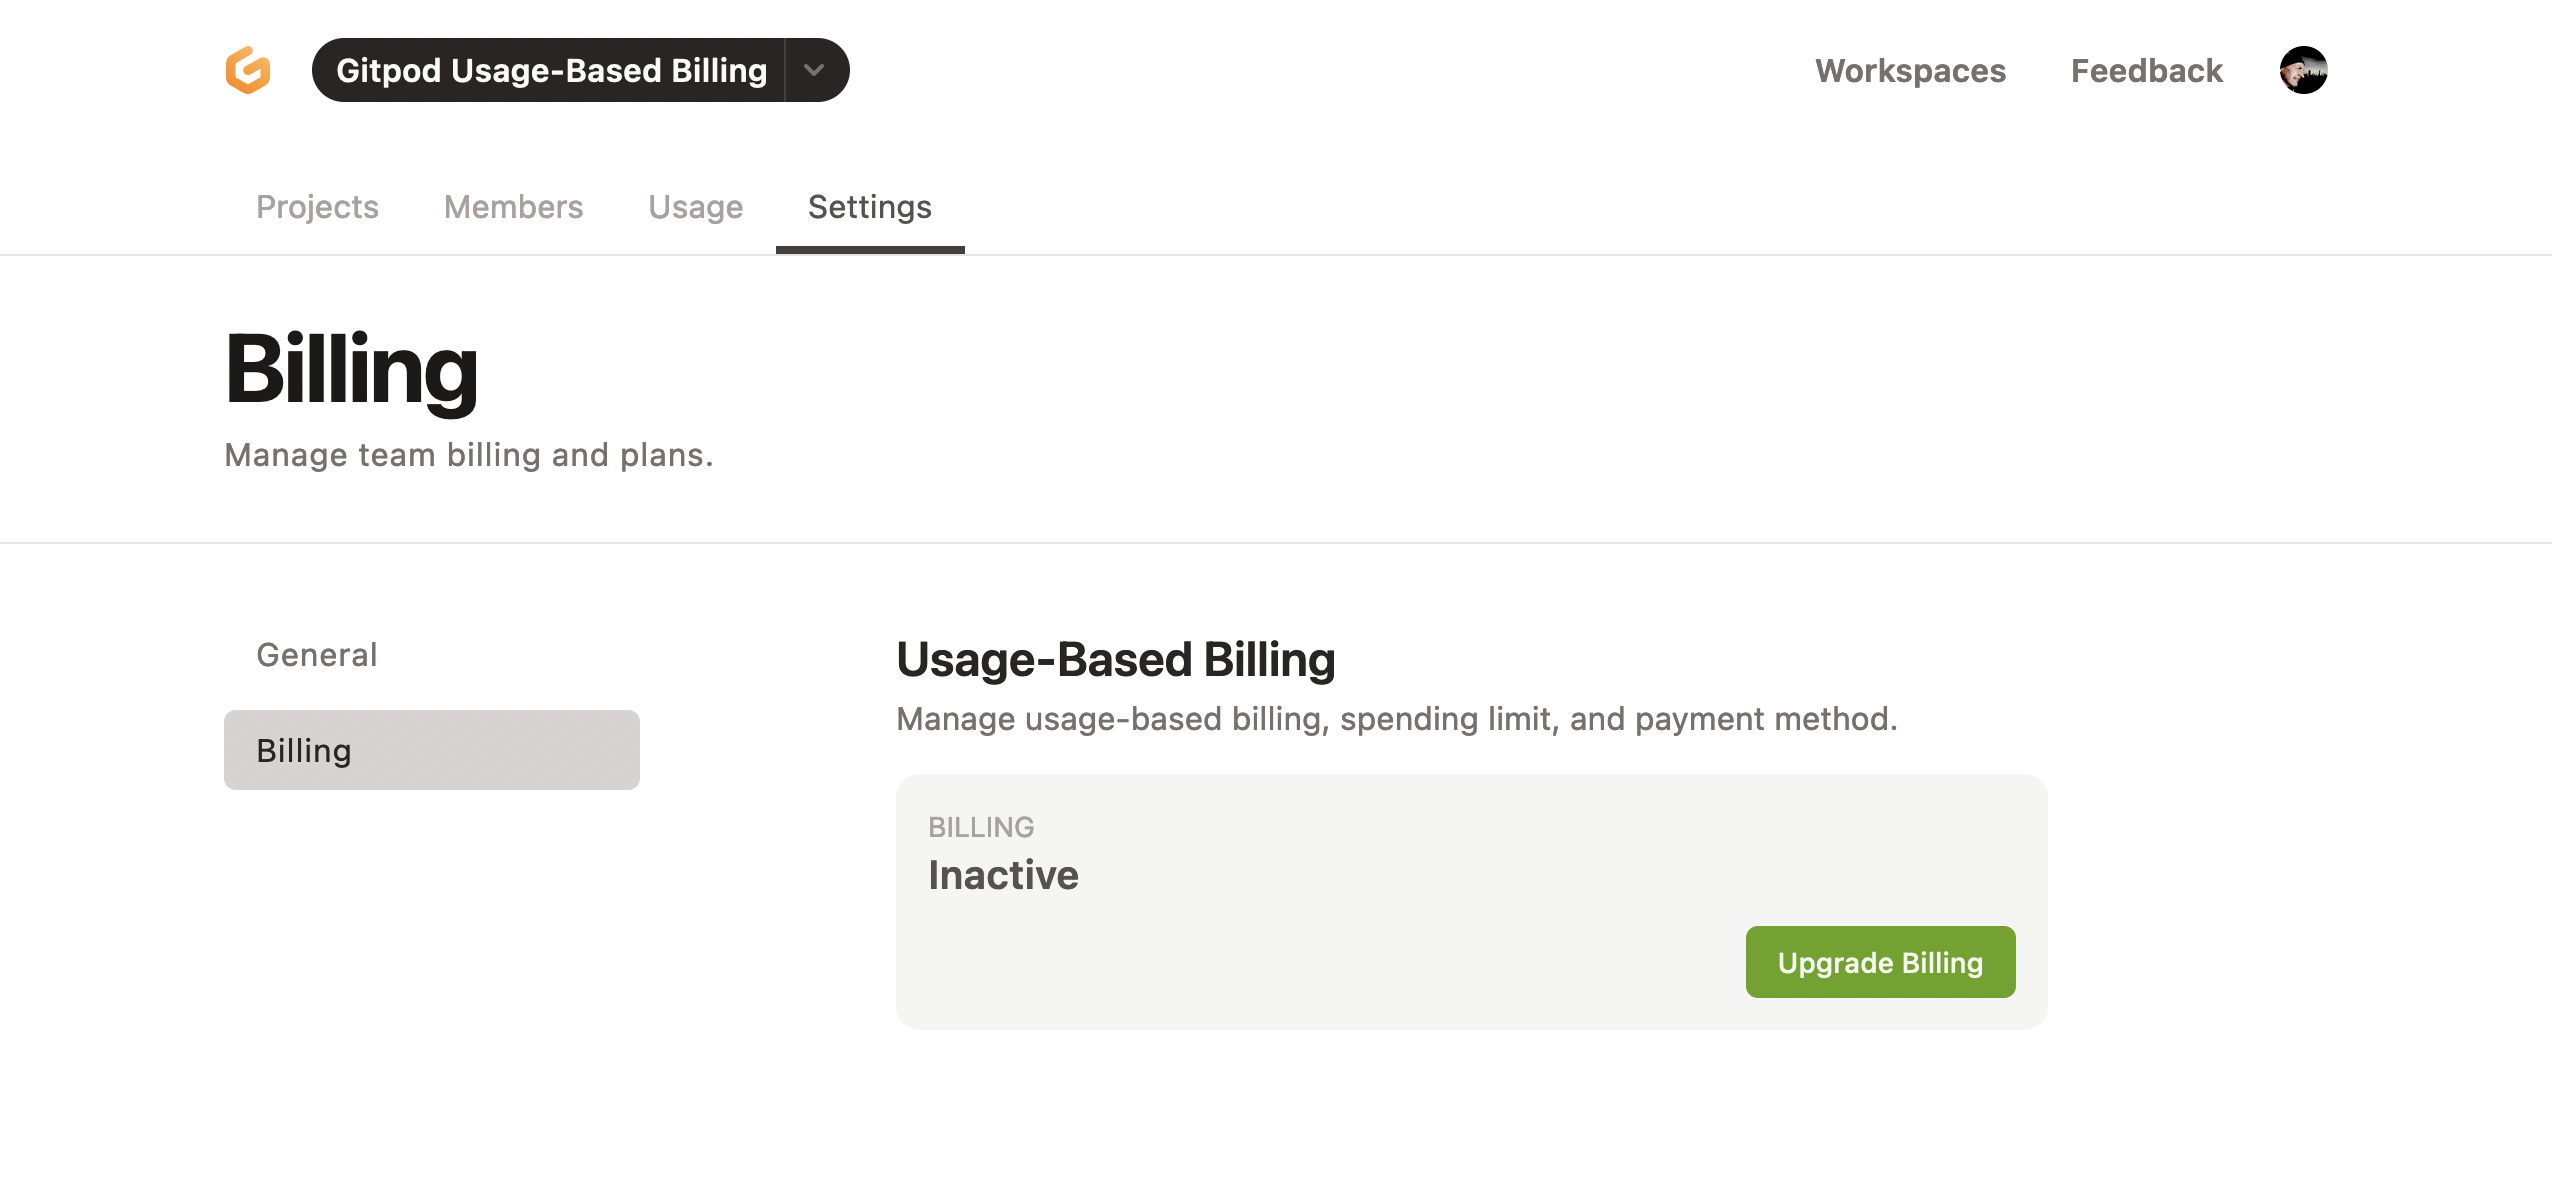 Gitpod Usage-Based Billing
Workspaces Feedback
Projects Members Usage Settings
Billing
Manage team billing and plans.
General
Billing
Usage-Based Billing
Manage usage-based billing, spending limit, and payment method.
BILLING
Inactive
Upgrade Billing